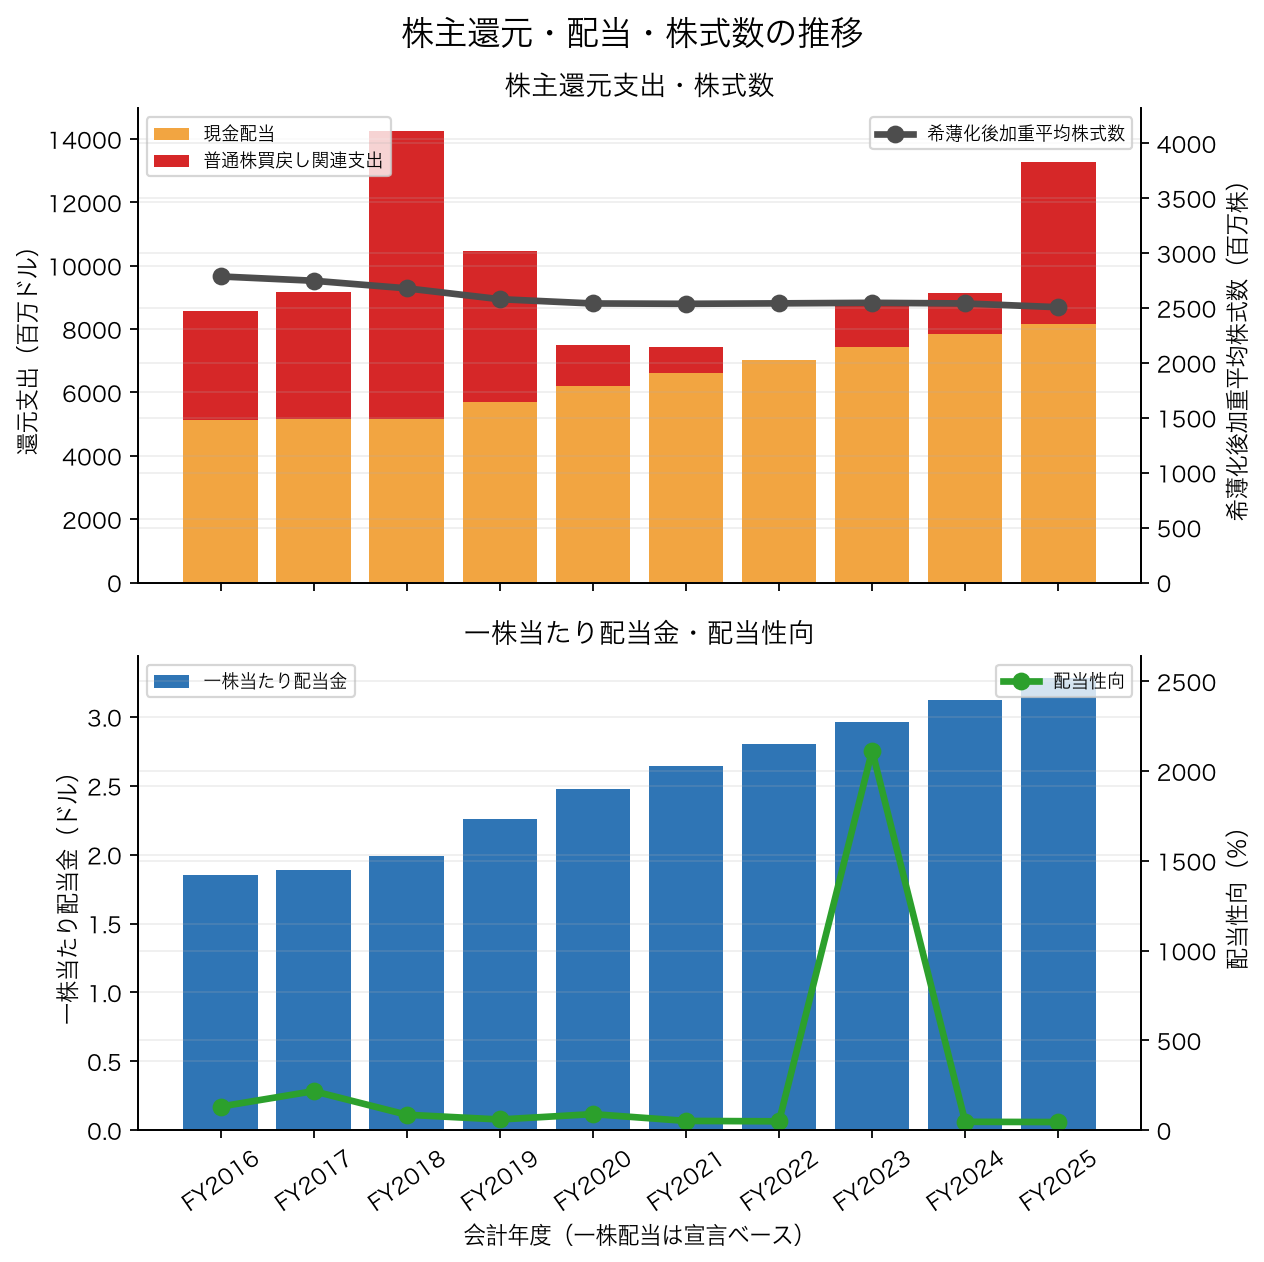 株主還元・配当・株式数の推移
株主還元支出・株式数
現金配当
普通株買戻し関連支出
希薄化後加重平均株式数
還元支出（百万ドル）
14000
12000
10000
8000
6000
4000
2000
0
4000
3500
3000
2500
2000
1500
1000
500
0
希薄化後加重平均株式数（百万株）
一株当たり配当金・配当性向
一株当たり配当金
配当性向
一株当たり配当金（ドル）
3.0
2.5
2.0
1.5
1.0
0.5
0.0
2500
2000
1500
1000
500
0
配当性向（%）
FY2016
FY2017
FY2018
FY2019
FY2020
FY2021
FY2022
FY2023
FY2024
FY2025
会計年度（一株配当は宣言ベース）